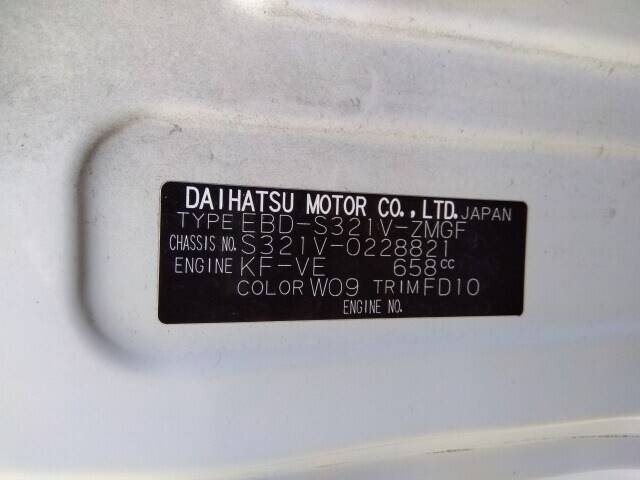 DAIHATSU MOTOR CO., LTD. JAPAN
TYPE EBD-S321V-ZMGF
CHASSIS NO. S321V-0228821
ENGINE KF-VE 658cc
COLOR W09 TRIM FD10
ENGINE NO.